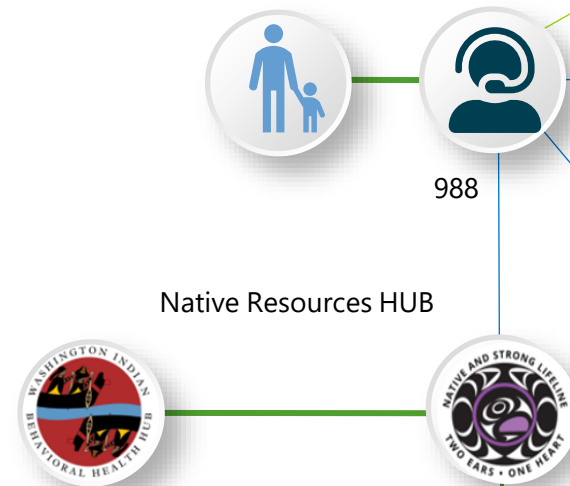 988
Native Resources HUB
WASHINGTON INDIAN
BEHAVIORAL HEALTH HUB
NATIVE AND STRONG LIFELINE
TWO EARS • ONE HEART